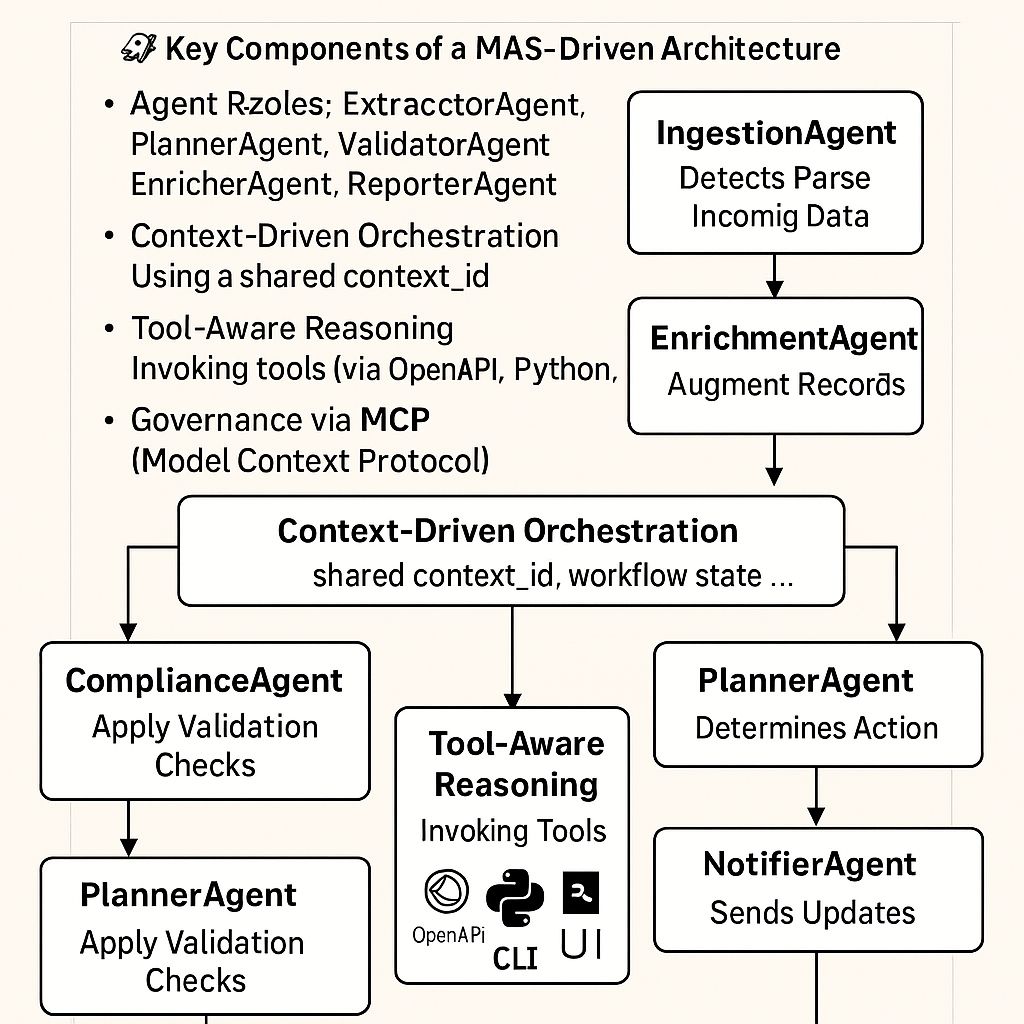 Key Components of a MAS-Driven Architecture
• Agent R-zoles; ExtracctorAgent,
PlannerAgent, ValidatorAgent
EnricherAgent, ReporterAgent
• Context-Driven Orchestration
Using a shared context_id
• Tool-Aware Reasoning
Invoking tools (via OpenAPI, Python,
• Governance via MCP
(Model Context Protocol)
IngestionAgent
Detects Parse
Incomig Data
EnrichmentAgent
Augment Records
Context-Driven Orchestration
shared context_id, workflow state ...
ComplianceAgent
Apply Validation
Checks
PlannerAgent
Apply Validation
Checks
Tool-Aware
Reasoning
Invoking Tools
OpenAPi
CLI
UI
PlannerAgent
Determines Action
NotifierAgent
Sends Updates